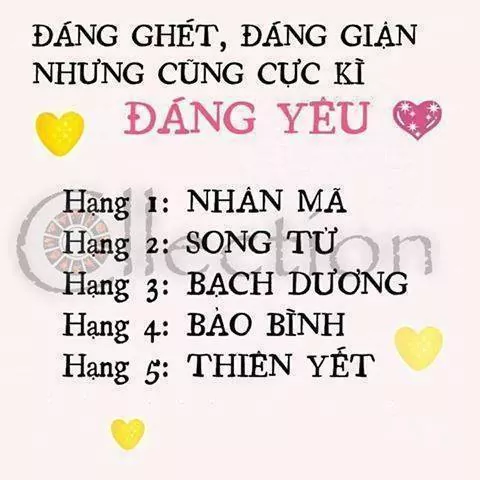 ĐÁNG GHÉT, ĐÁNG GIẬN
NHƯNG CŨNG CỰC KÌ
ĐÁNG YÊU
Hạng 1: NHÂN MÃ
Hạng 2: SONG TỬ
Hạng 3: BẠCH DƯƠNG
Hạng 4: BẢO BÌNH
Hạng 5: THIÊN YẾT
Collection